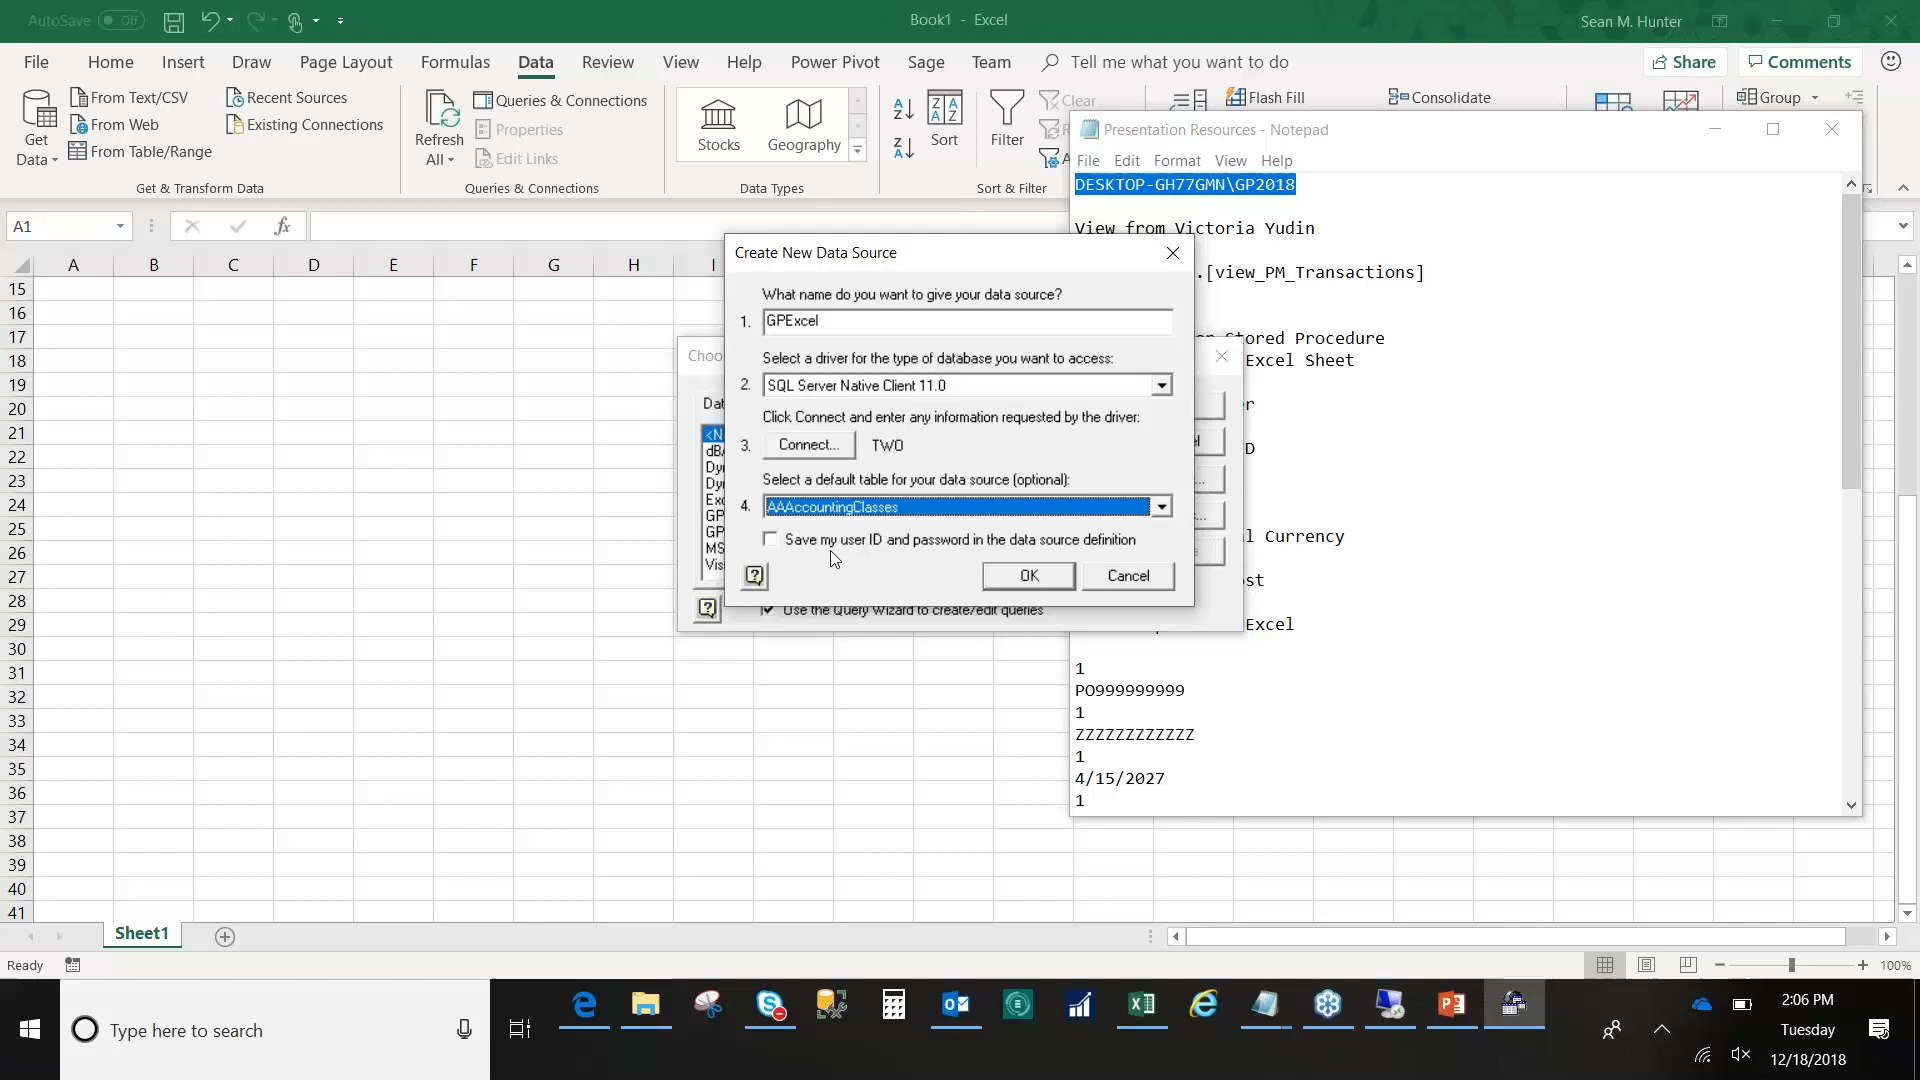 AutoSave Off
Book1 - Excel
Sean M. Hunter
File Home Insert Draw Page Layout Formulas Data Review View Help Power Pivot Sage Team Tell me what you want to do
Share Comments
Get Data
From Text/CSV
From Web
From Table/Range
Recent Sources
Existing Connections
Get & Transform Data
Refresh All
Queries & Connections
Properties
Edit Links
Queries & Connections
Stocks
Geography
Data Types
Sort
Filter
Clear
Sort & Filter
Flash Fill
Consolidate
Group
A1
fx
A B C D E F G H I
15
16
17
18
19
20
21
22
23
24
25
26
27
28
29
30
31
32
33
34
35
36
37
38
39
40
41
Presentation Resources - Notepad
File Edit Format View Help
DESKTOP-GH77GMN\GP2018
View from Victoria Yudin
.[view_PM_Transactions]
Stored Procedure
Excel Sheet
Excel
1
PO999999999
1
ZZZZZZZZZZZZ
1
4/15/2027
1
Create New Data Source
What name do you want to give your data source?
1. GPExcel
Select a driver for the type of database you want to access:
2. SQL Server Native Client 11.0
Click Connect and enter any information requested by the driver:
3. Connect... TWO
Select a default table for your data source (optional):
4. AAAccountingClasses
Save my user ID and password in the data source definition
OK Cancel
Use the Query Wizard to create/edit queries
Sheet1
Ready
100%
Type here to search
2:06 PM
Tuesday
12/18/2018